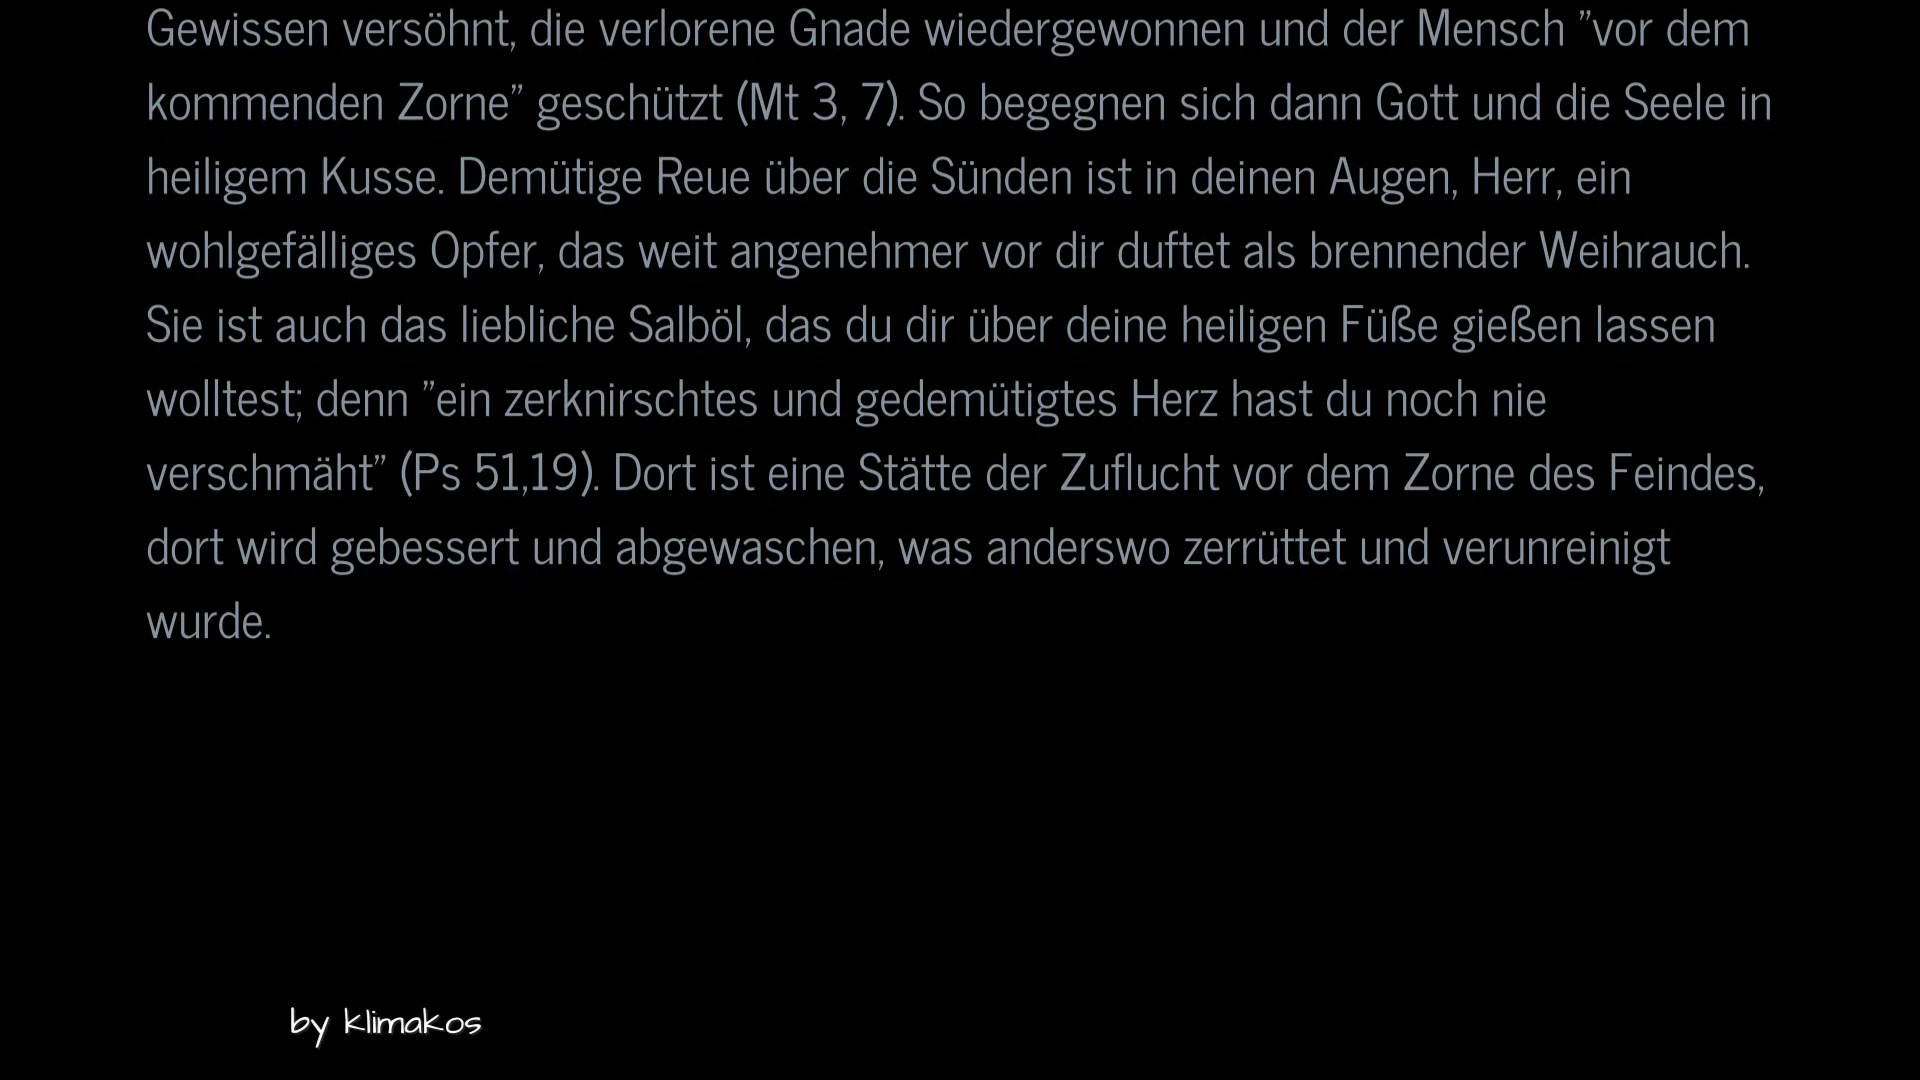 Gewissen versöhnt, die verlorene Gnade wiedergewonnen und der Mensch ”vor dem
kommenden Zorne” geschützt (Mt 3, 7). So begegnen sich dann Gott und die Seele in
heiligem Kusse. Demütige Reue über die Sünden ist in deinen Augen, Herr, ein
wohlgefälliges Opfer, das weit angenehmer vor dir duftet als brennender Weihrauch.
Sie ist auch das liebliche Salböl, das du dir über deine heiligen Füße gießen lassen
wolltest; denn ”ein zerknirschtes und gedemütigtes Herz hast du noch nie
verschmäht” (Ps 51,19). Dort ist eine Stätte der Zuflucht vor dem Zorne des Feindes,
dort wird gebessert und abgewaschen, was anderswo zerrüttet und verunreinigt
wurde.
by klimakos